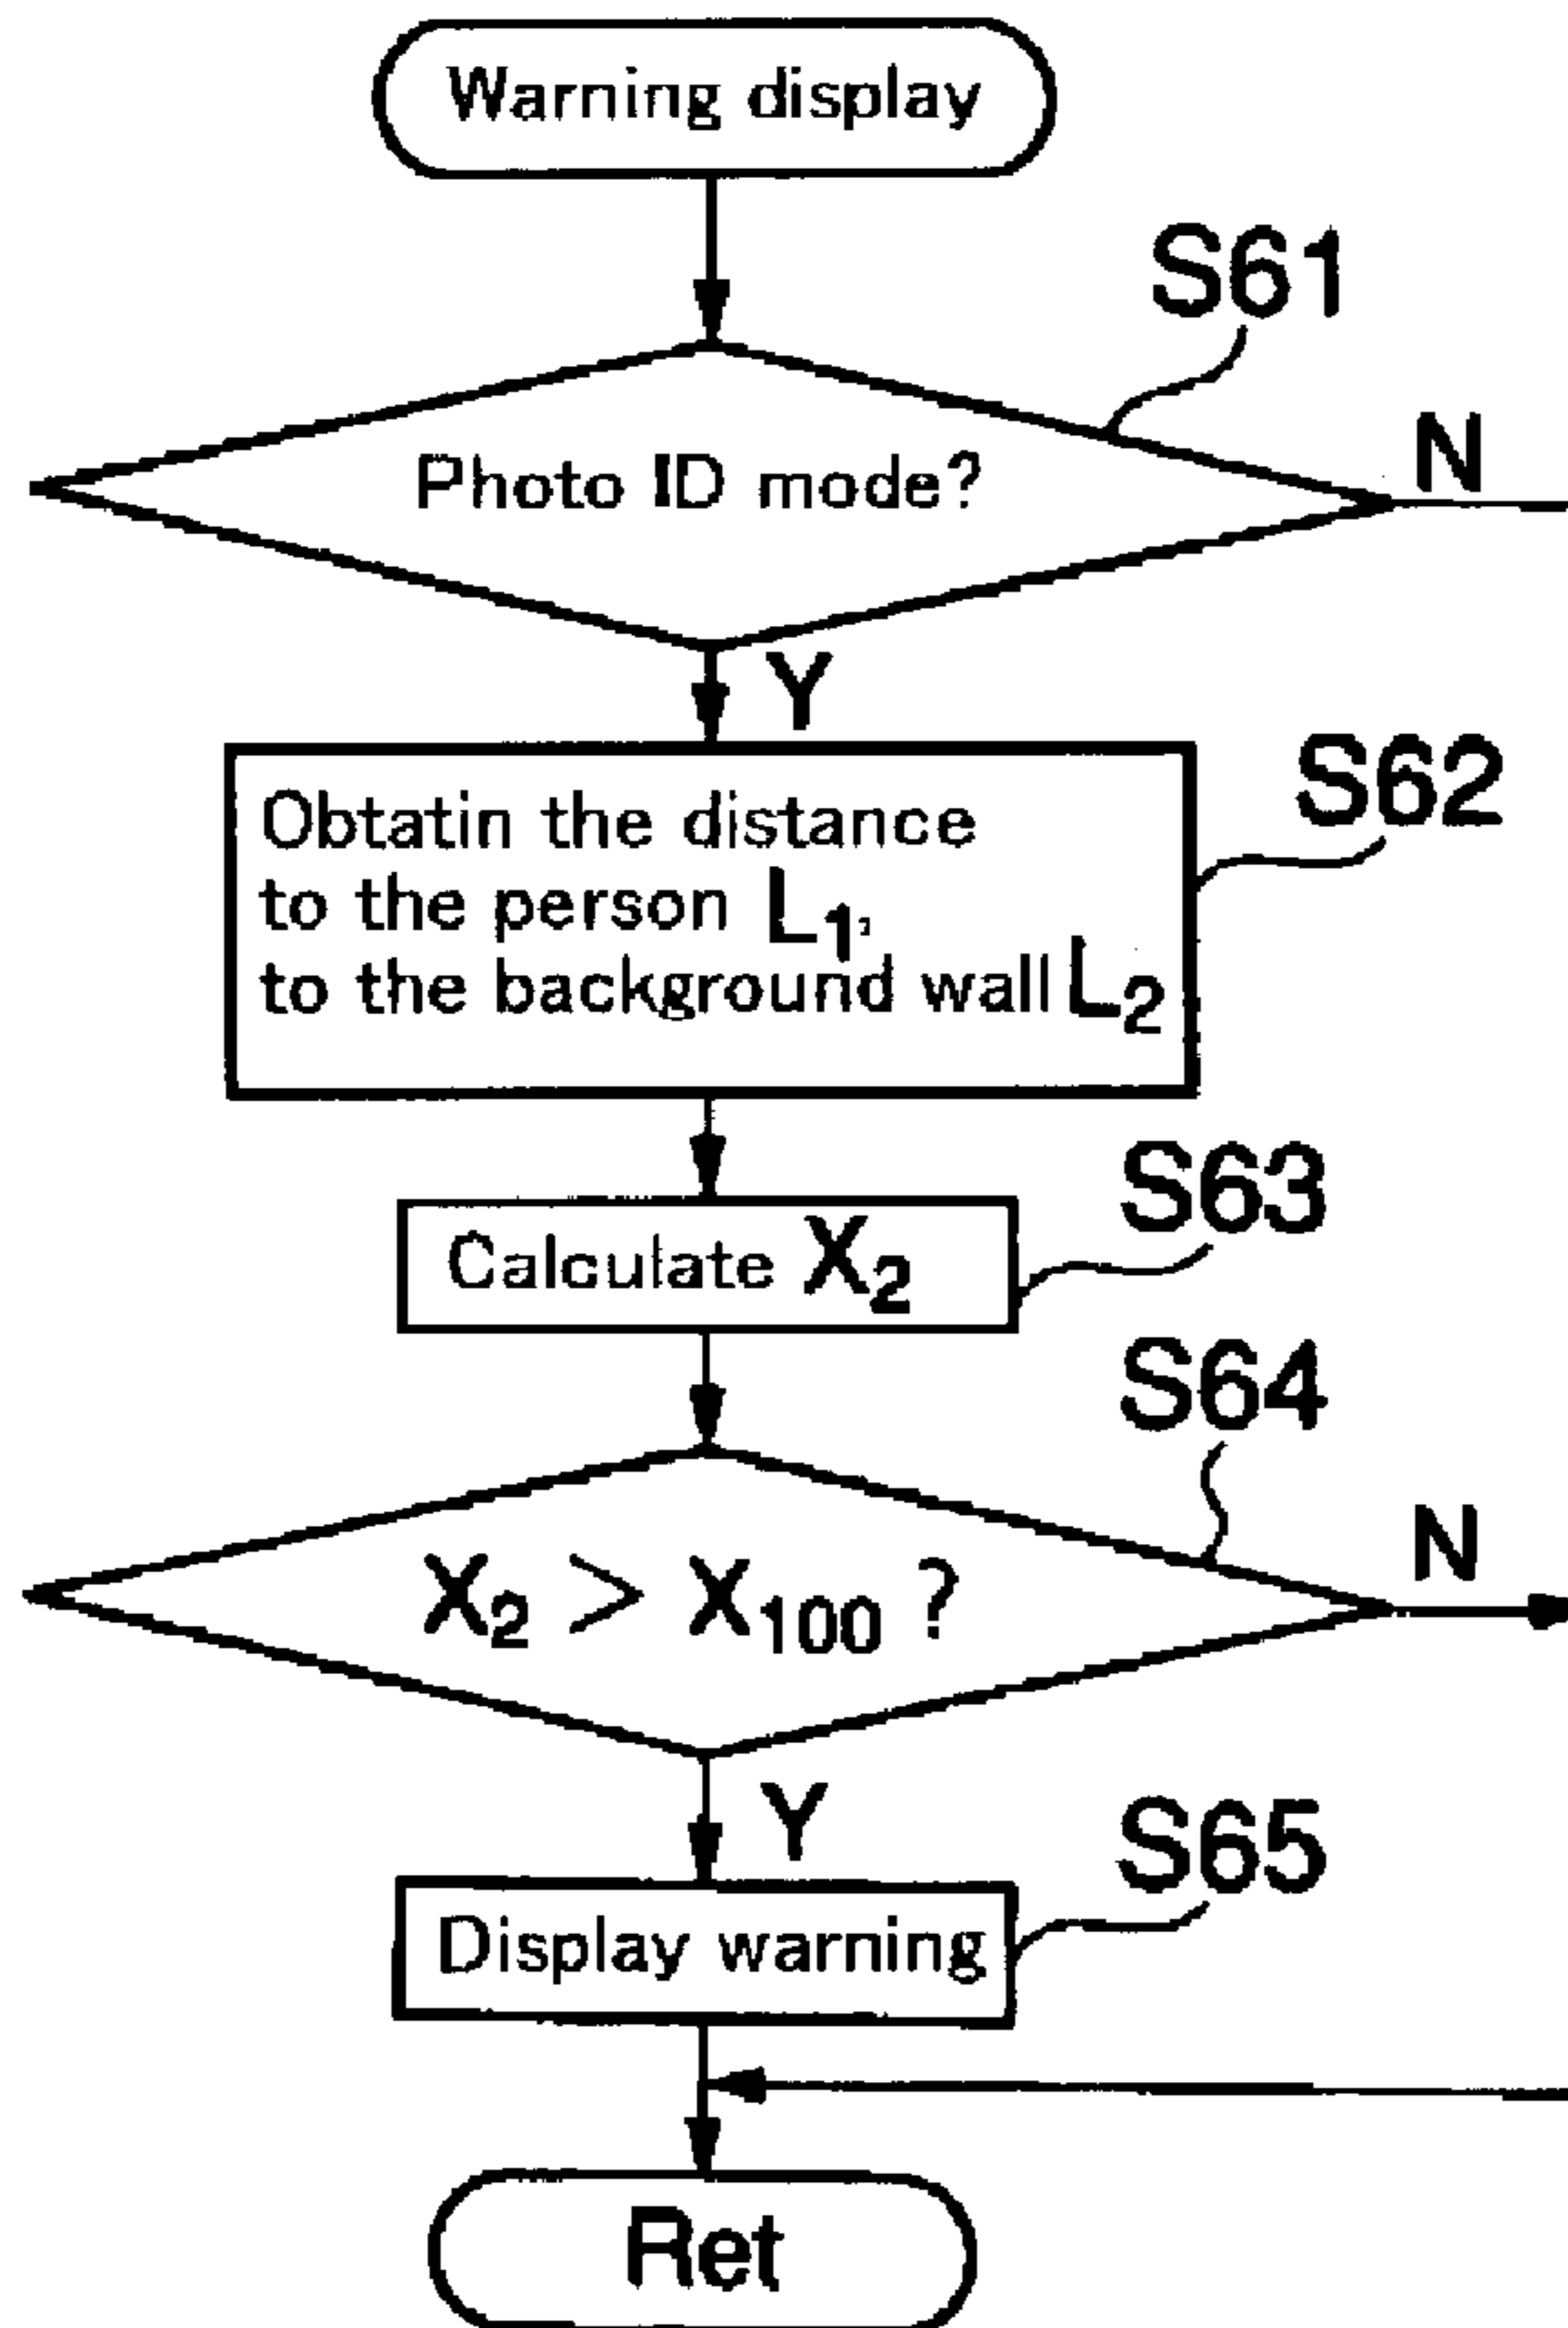 Warning display
S61
Photo ID mode?
N
Y
S62
Obtatin the distance
to the person L₁,
to the background wall L₂
S63
Calculate X₂
S64
X₂ > X₁₀₀ ?
N
Y
S65
Display warning
Ret